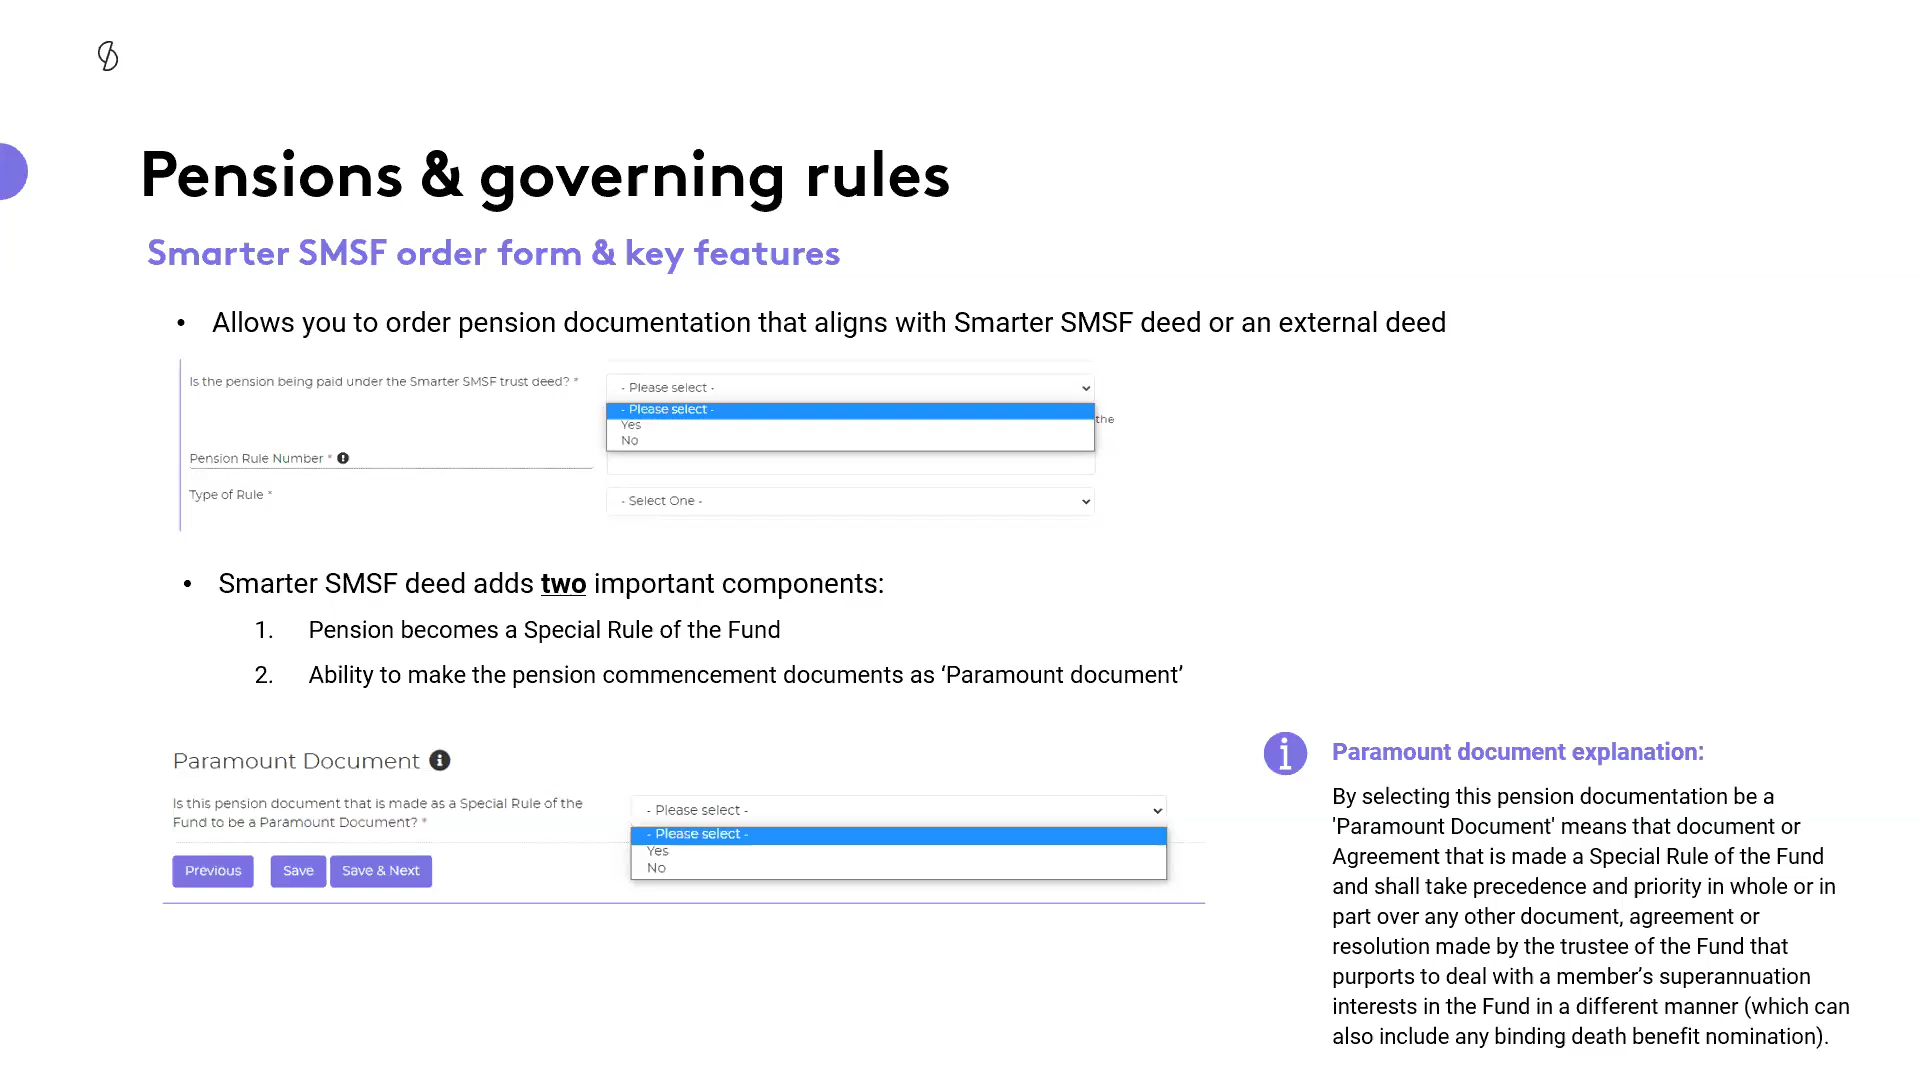 Pensions & governing rules
Smarter SMSF order form & key features
• Allows you to order pension documentation that aligns with Smarter SMSF deed or an external deed
Is the pension being paid under the Smarter SMSF trust deed? *
- Please select -
- Please select -
Yes
No
the
Pension Rule Number *
Type of Rule *
- Select One -
• Smarter SMSF deed adds two important components:
1. Pension becomes a Special Rule of the Fund
2. Ability to make the pension commencement documents as ‘Paramount document’
Paramount Document
Is this pension document that is made as a Special Rule of the
Fund to be a Paramount Document? *
- Please select -
- Please select -
Yes
No
Previous
Save
Save & Next
Paramount document explanation:
By selecting this pension documentation be a
'Paramount Document' means that document or
Agreement that is made a Special Rule of the Fund
and shall take precedence and priority in whole or in
part over any other document, agreement or
resolution made by the trustee of the Fund that
purports to deal with a member’s superannuation
interests in the Fund in a different manner (which can
also include any binding death benefit nomination).